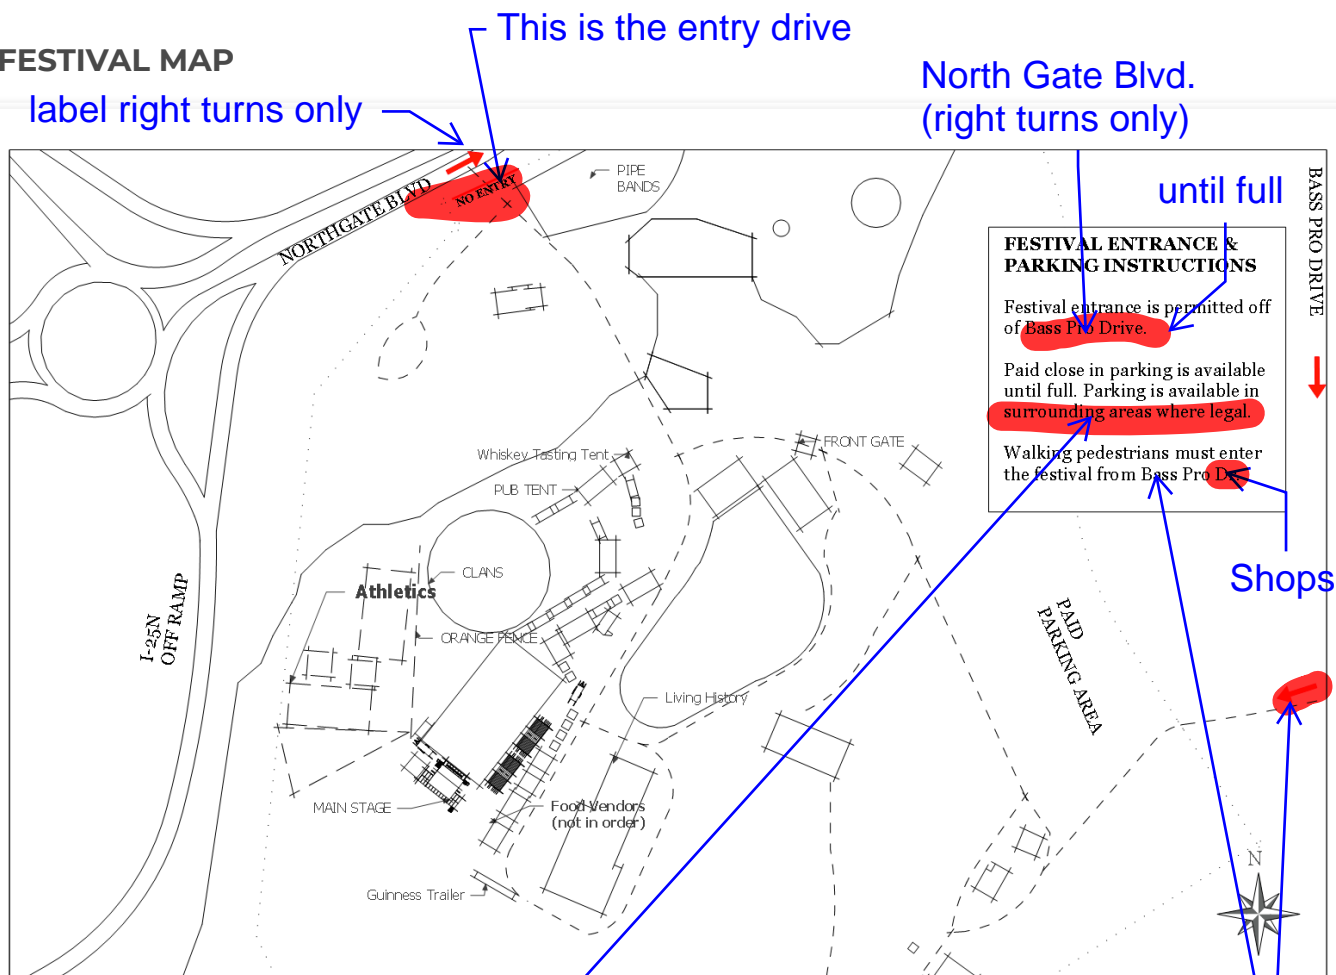 This is the entry drive
FESTIVAL MAP
North Gate Blvd.
(right turns only)
label right turns only
until full
PIPE
BANDS
NO ENTRY
NORTHGATE BLVD
BASS PRO DRIVE
FESTIVAL ENTRANCE &
PARKING INSTRUCTIONS
Festival entrance is permitted off
of Bass Pro Drive.
Paid close in parking is available
until full. Parking is available in
surrounding areas where legal.
Walking pedestrians must enter
the festival from Bass Pro
Shops
FRONT GATE
Whiskey Tasting Tent
PUB TENT
CLANS
Athletics
ORANGE FENCE
I-25N
OFF RAMP
PAID
PARKING AREA
Living History
MAIN STAGE
Food Vendors
(not in order)
Guinness Trailer
N